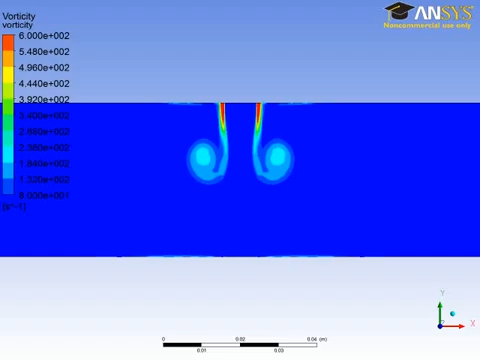 Vorticity
vorticity
6.000e+002
5.480e+002
4.960e+002
4.440e+002
3.920e+002
3.400e+002
2.880e+002
2.360e+002
1.840e+002
1.320e+002
8.000e+001
[s^-1]
ANSYS
Noncommercial use only
Y
Z
X
0 0.02 0.04 (m)
0.01 0.03